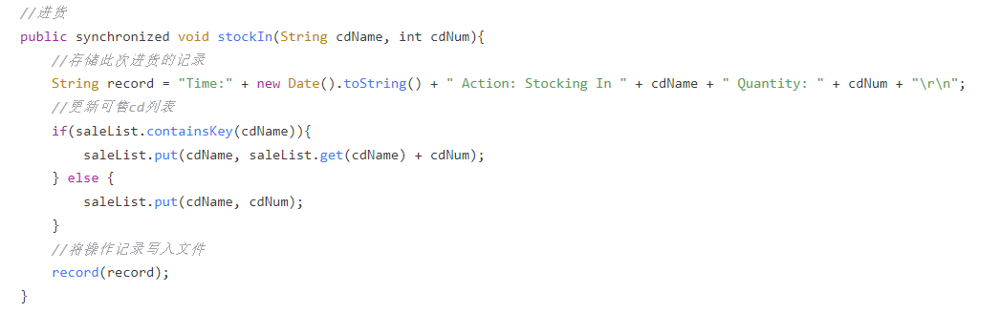 //进货
public synchronized void stockIn(String cdName, int cdNum){
    //存储此次进货的记录
    String record = "Time:" + new Date().toString() + " Action: Stocking In " + cdName + " Quantity: " + cdNum + "\r\n";
    //更新可售cd列表
    if(saleList.containsKey(cdName)){
        saleList.put(cdName, saleList.get(cdName) + cdNum);
    } else {
        saleList.put(cdName, cdNum);
    }
    //将操作记录写入文件
    record(record);
}